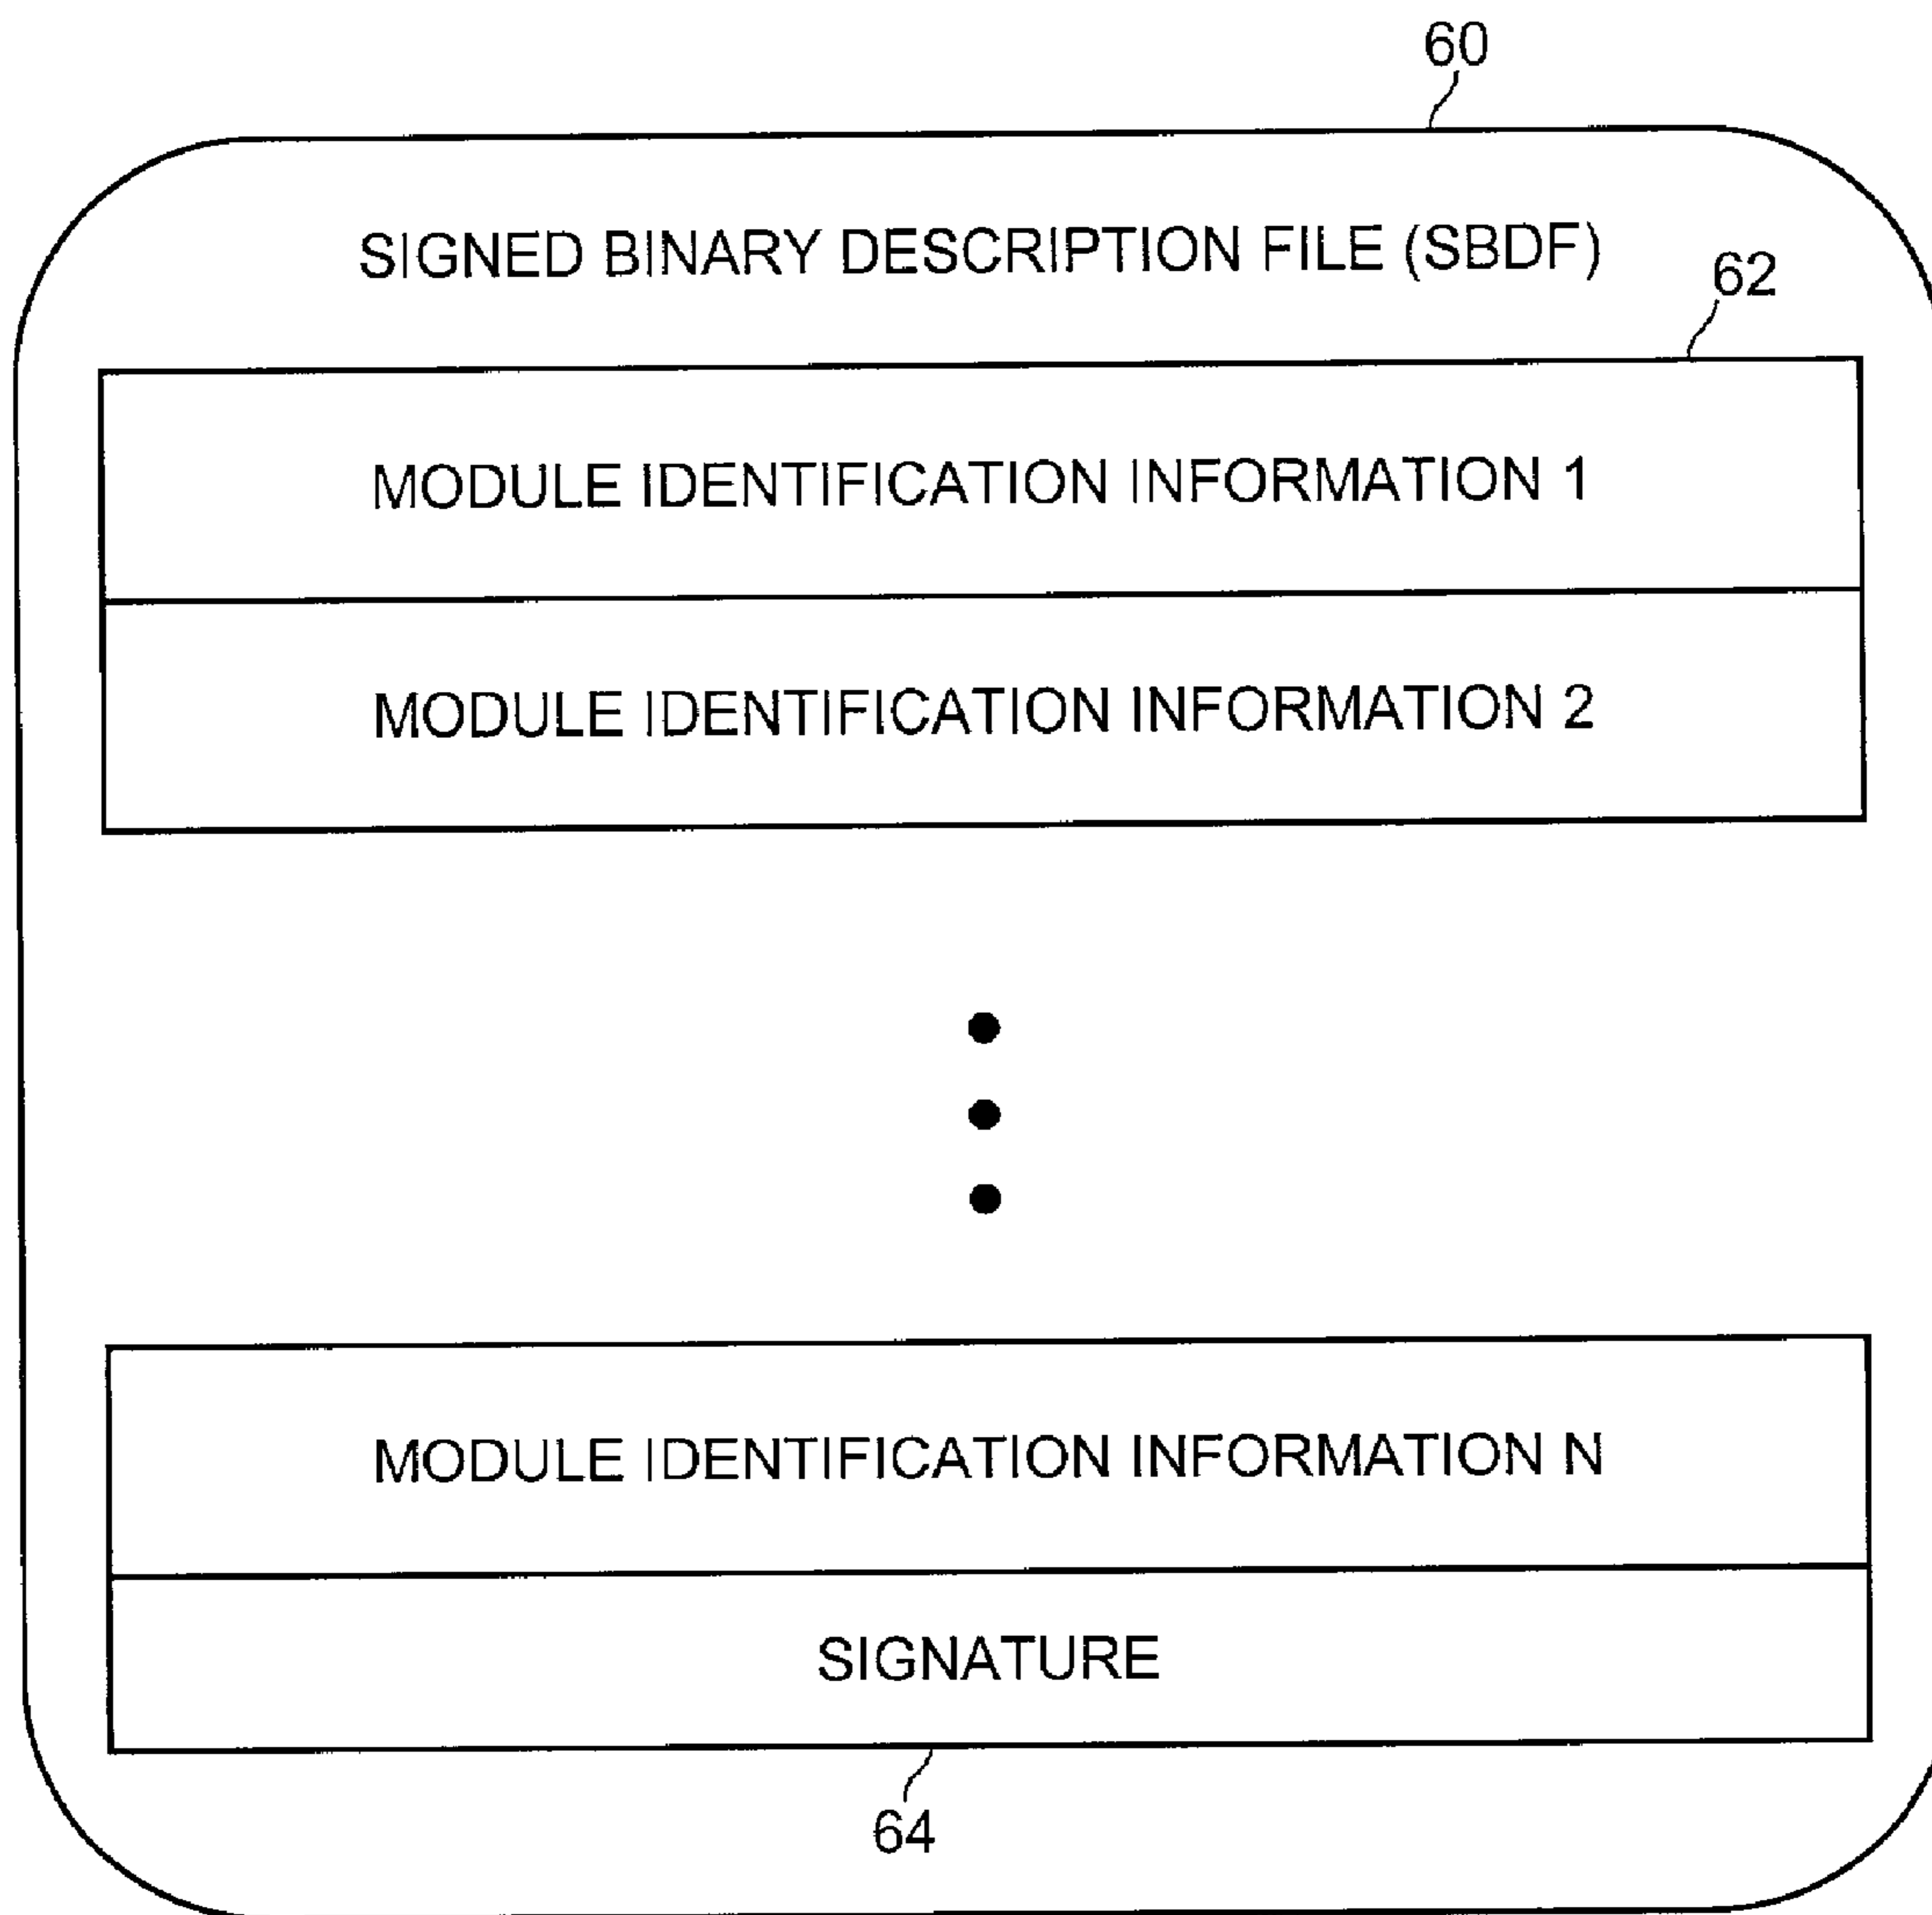 60
SIGNED BINARY DESCRIPTION FILE (SBDF)
62
MODULE IDENTIFICATION INFORMATION 1
MODULE IDENTIFICATION INFORMATION 2
MODULE IDENTIFICATION INFORMATION N
SIGNATURE
64